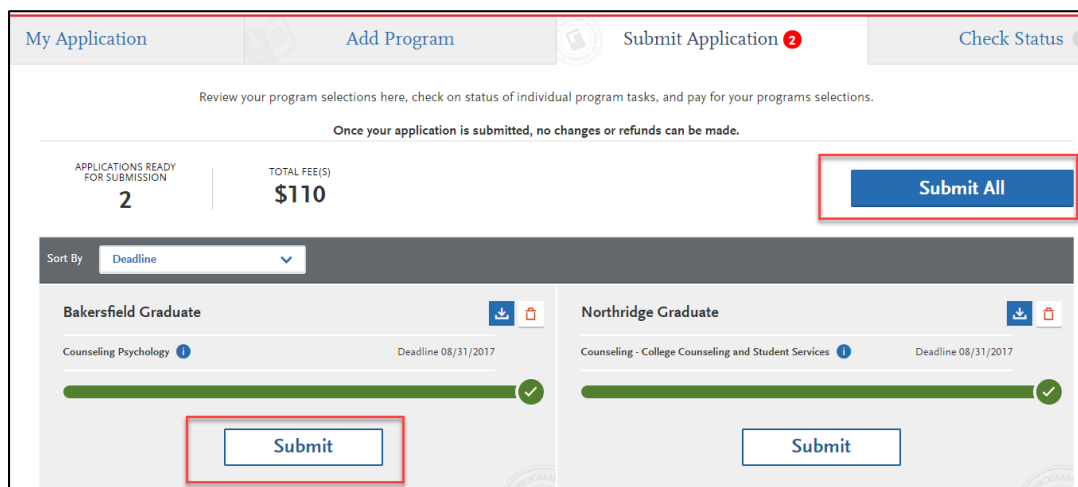 My Application
Add Program
Submit Application 2
Check Status
Review your program selections here, check on status of individual program tasks, and pay for your programs selections.
Once your application is submitted, no changes or refunds can be made.
APPLICATIONS READY
FOR SUBMISSION
2
TOTAL FEE(S)
$110
Submit All
Sort By
Deadline
Bakersfield Graduate
Counseling Psychology
Deadline 08/31/2017
Submit
Northridge Graduate
Counseling - College Counseling and Student Services
Deadline 08/31/2017
Submit